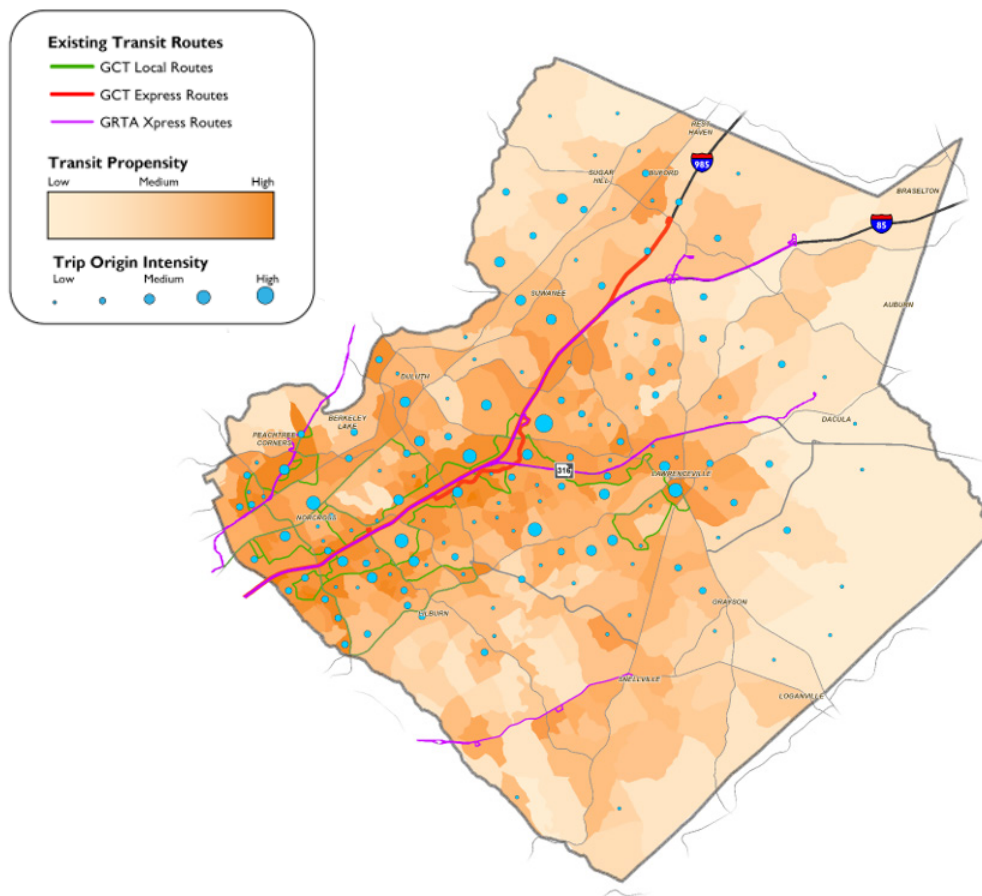 Existing Transit Routes
GCT Local Routes
GCT Express Routes
GRTA Xpress Routes
Transit Propensity
Low Medium High
Trip Origin Intensity
Low Medium High
REST
HAVEN
985
SUGAR
HILL
BUFORD
BRASELTON
85
SUWANEE
AUBURN
DULUTH
BERKELEY
LAKE
PEACHTREE
CORNERS
DACULA
316
LAWRENCEVILLE
NORCROSS
LILBURN
GRAYSON
SNELLVILLE
LOGANVILLE